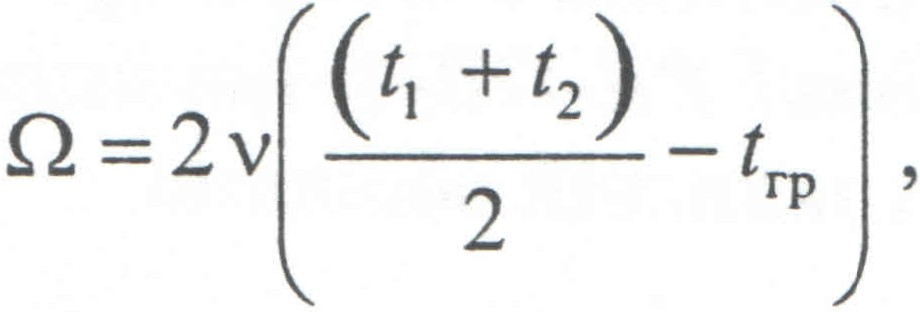 Ω = 2ν( (t₁ + t₂) / 2 − t_гр ) ,